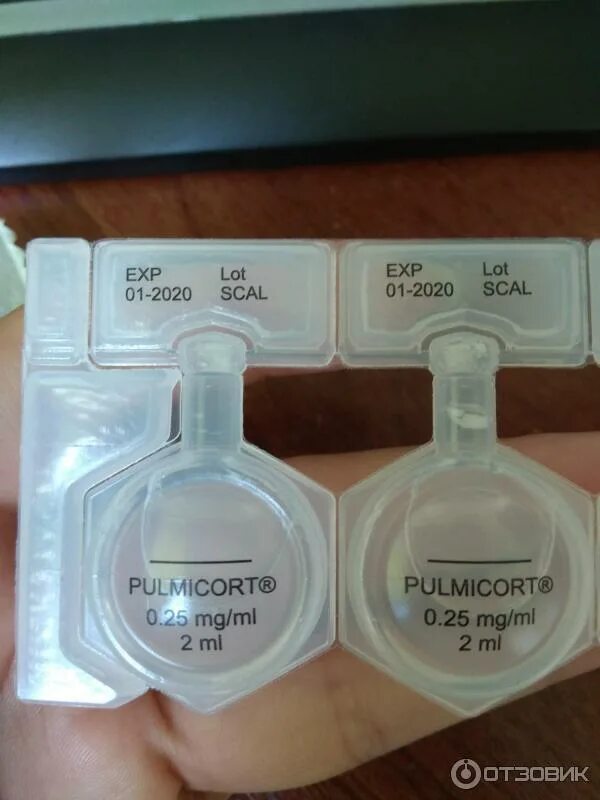 EXP Lot
01-2020 SCAL
EXP Lot
01-2020 SCAL
PULMICORT®
0.25 mg/ml
2 ml
PULMICORT®
0.25 mg/ml
2 ml
ОТЗОВИК